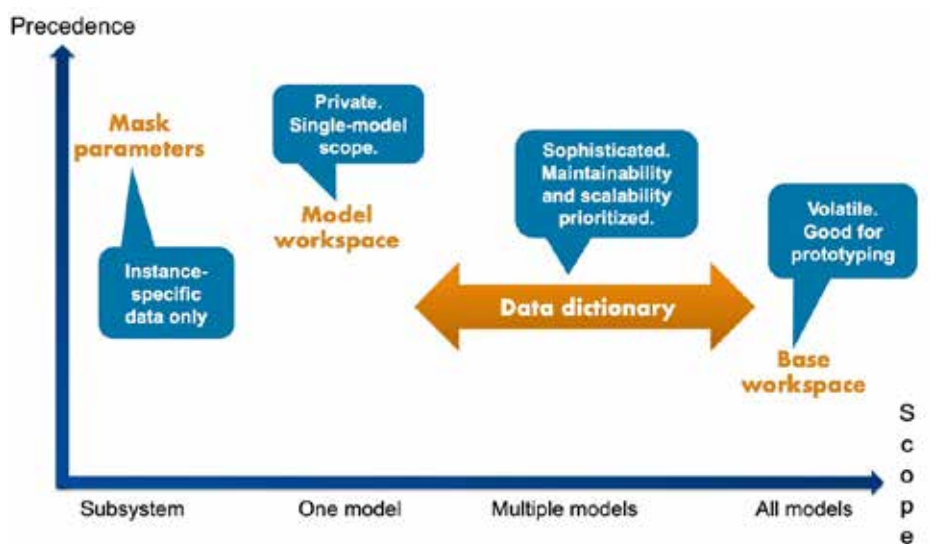 Precedence
Mask
parameters
Instance-
specific
data only
Private.
Single-model
scope.
Model
workspace
Sophisticated.
Maintainability
and scalability
prioritized.
Data dictionary
Volatile.
Good for
prototyping
Base
workspace
Subsystem
One model
Multiple models
All models
S
c
o
p
e